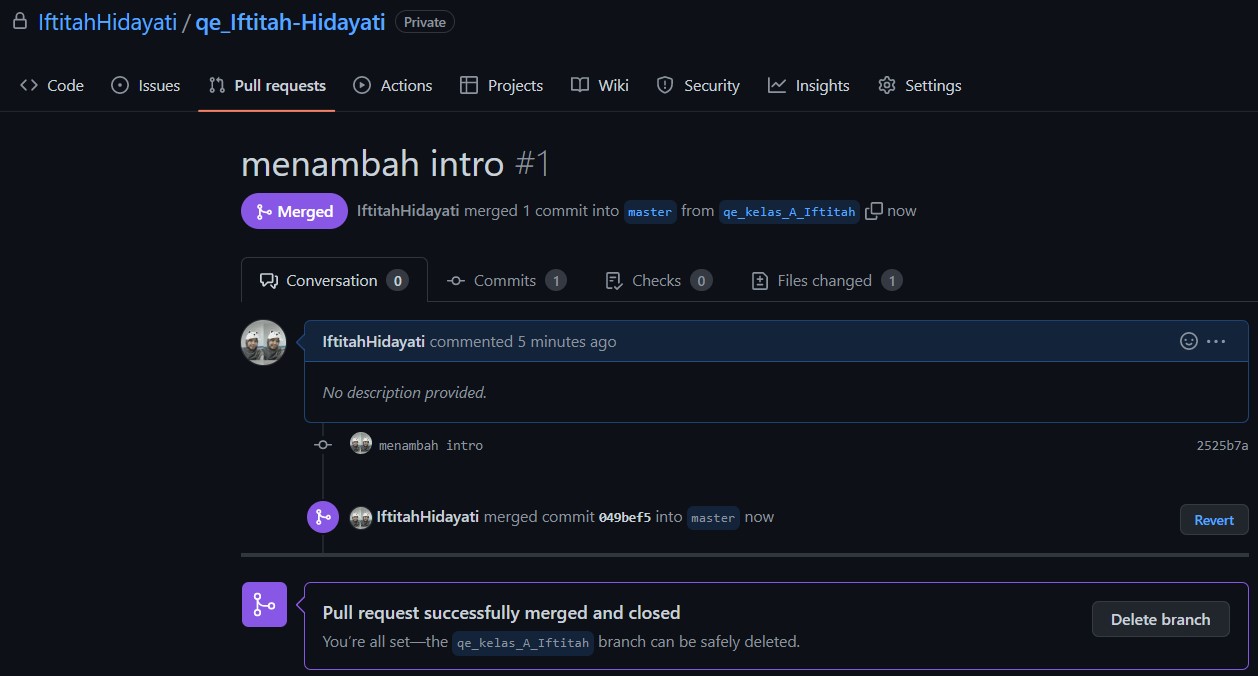 IftitahHidayati / qe_Iftitah-Hidayati Private
Code Issues Pull requests Actions Projects Wiki Security Insights Settings
menambah intro #1
Merged IftitahHidayati merged 1 commit into master from qe_kelas_A_Iftitah now
Conversation 0 Commits 1 Checks 0 Files changed 1
IftitahHidayati commented 5 minutes ago
No description provided.
menambah intro 2525b7a
IftitahHidayati merged commit 049bef5 into master now
Revert
Pull request successfully merged and closed
Delete branch
You're all set—the qe_kelas_A_Iftitah branch can be safely deleted.